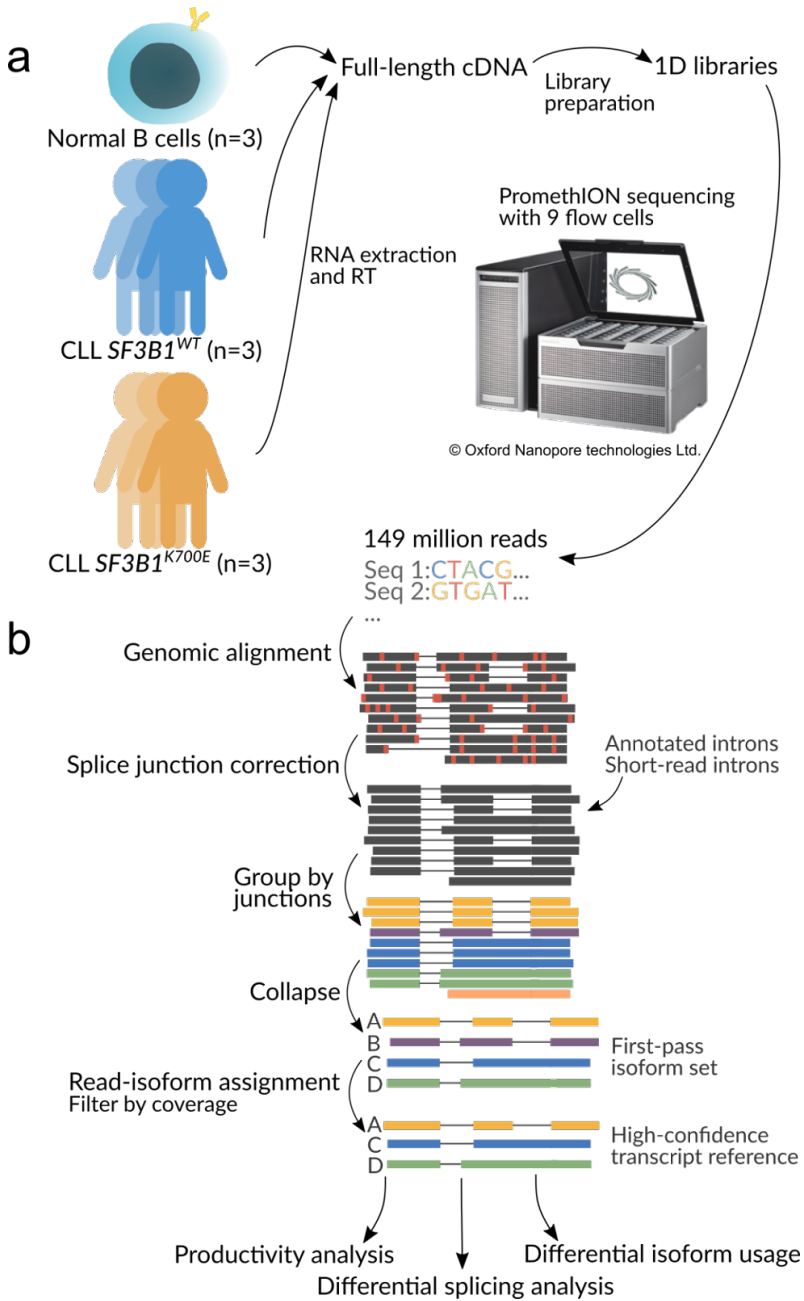 a
Full-length cDNA
1D libraries
Library
preparation
Normal B cells (n=3)
PromethION sequencing
with 9 flow cells
RNA extraction
and RT
CLL SF3B1WT (n=3)
© Oxford Nanopore technologies Ltd.
CLL SF3B1K700E (n=3)
149 million reads
Seq 1:CTACG...
Seq 2:GTGAT...
...
b
Genomic alignment
Splice junction correction
Annotated introns
Short-read introns
Group by
junctions
Collapse
A
B
C
D
First-pass
isoform set
Read-isoform assignment
Filter by coverage
A
C
D
High-confidence
transcript reference
Productivity analysis
Differential isoform usage
Differential splicing analysis